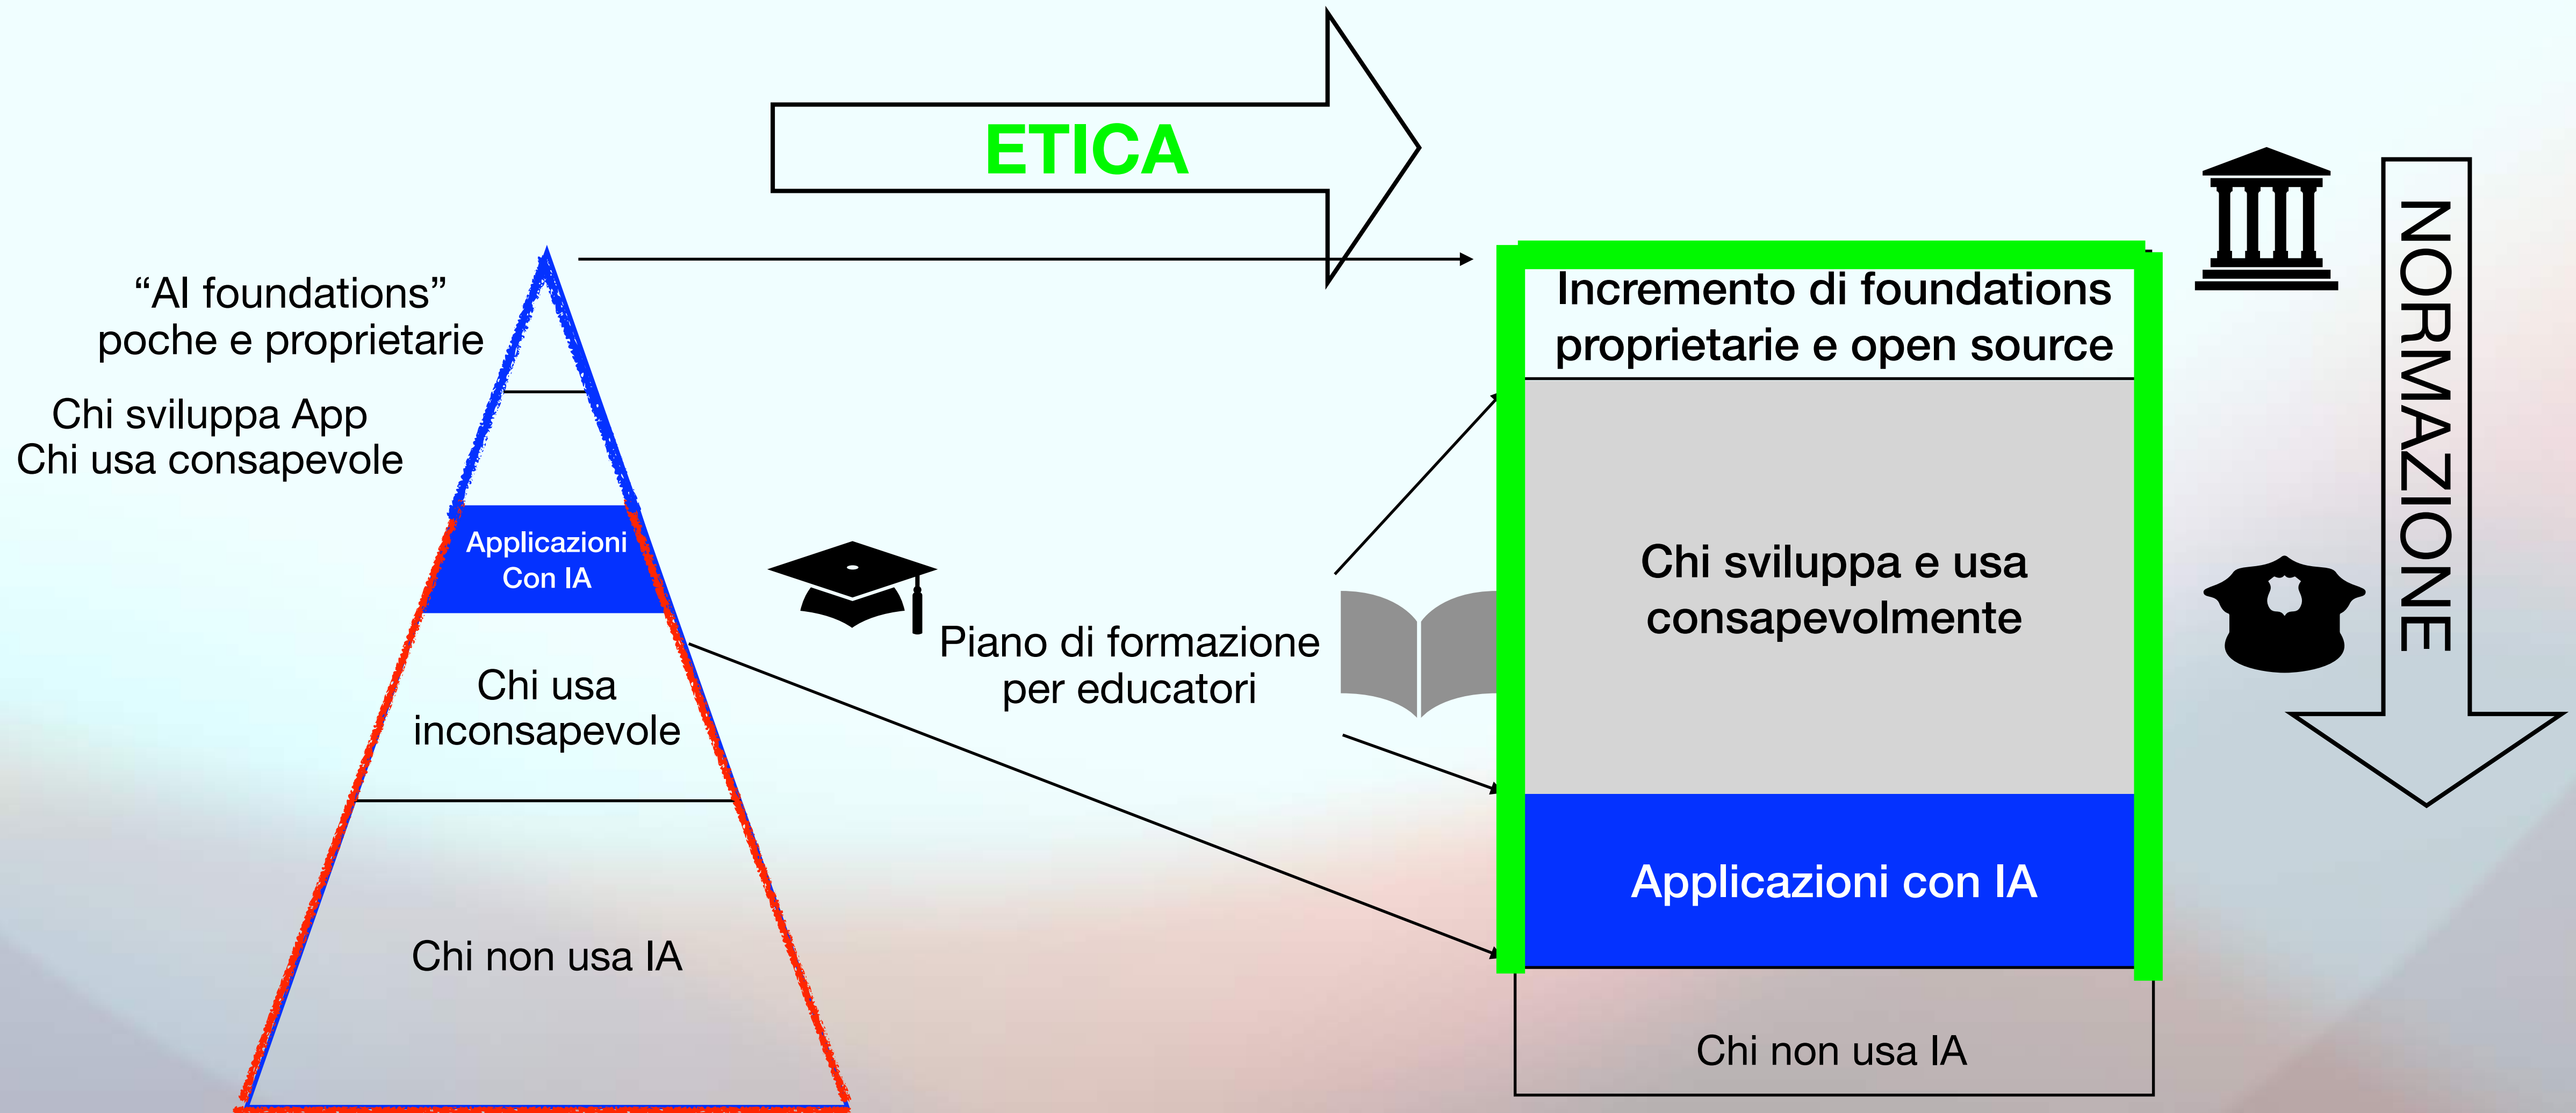 ETICA
“AI foundations”
poche e proprietarie
Chi sviluppa App
Chi usa consapevole
Applicazioni
Con IA
Chi usa
inconsapevole
Chi non usa IA
Piano di formazione
per educatori
Incremento di foundations
proprietarie e open source
Chi sviluppa e usa
consapevolmente
Applicazioni con IA
Chi non usa IA
NORMAZIONE